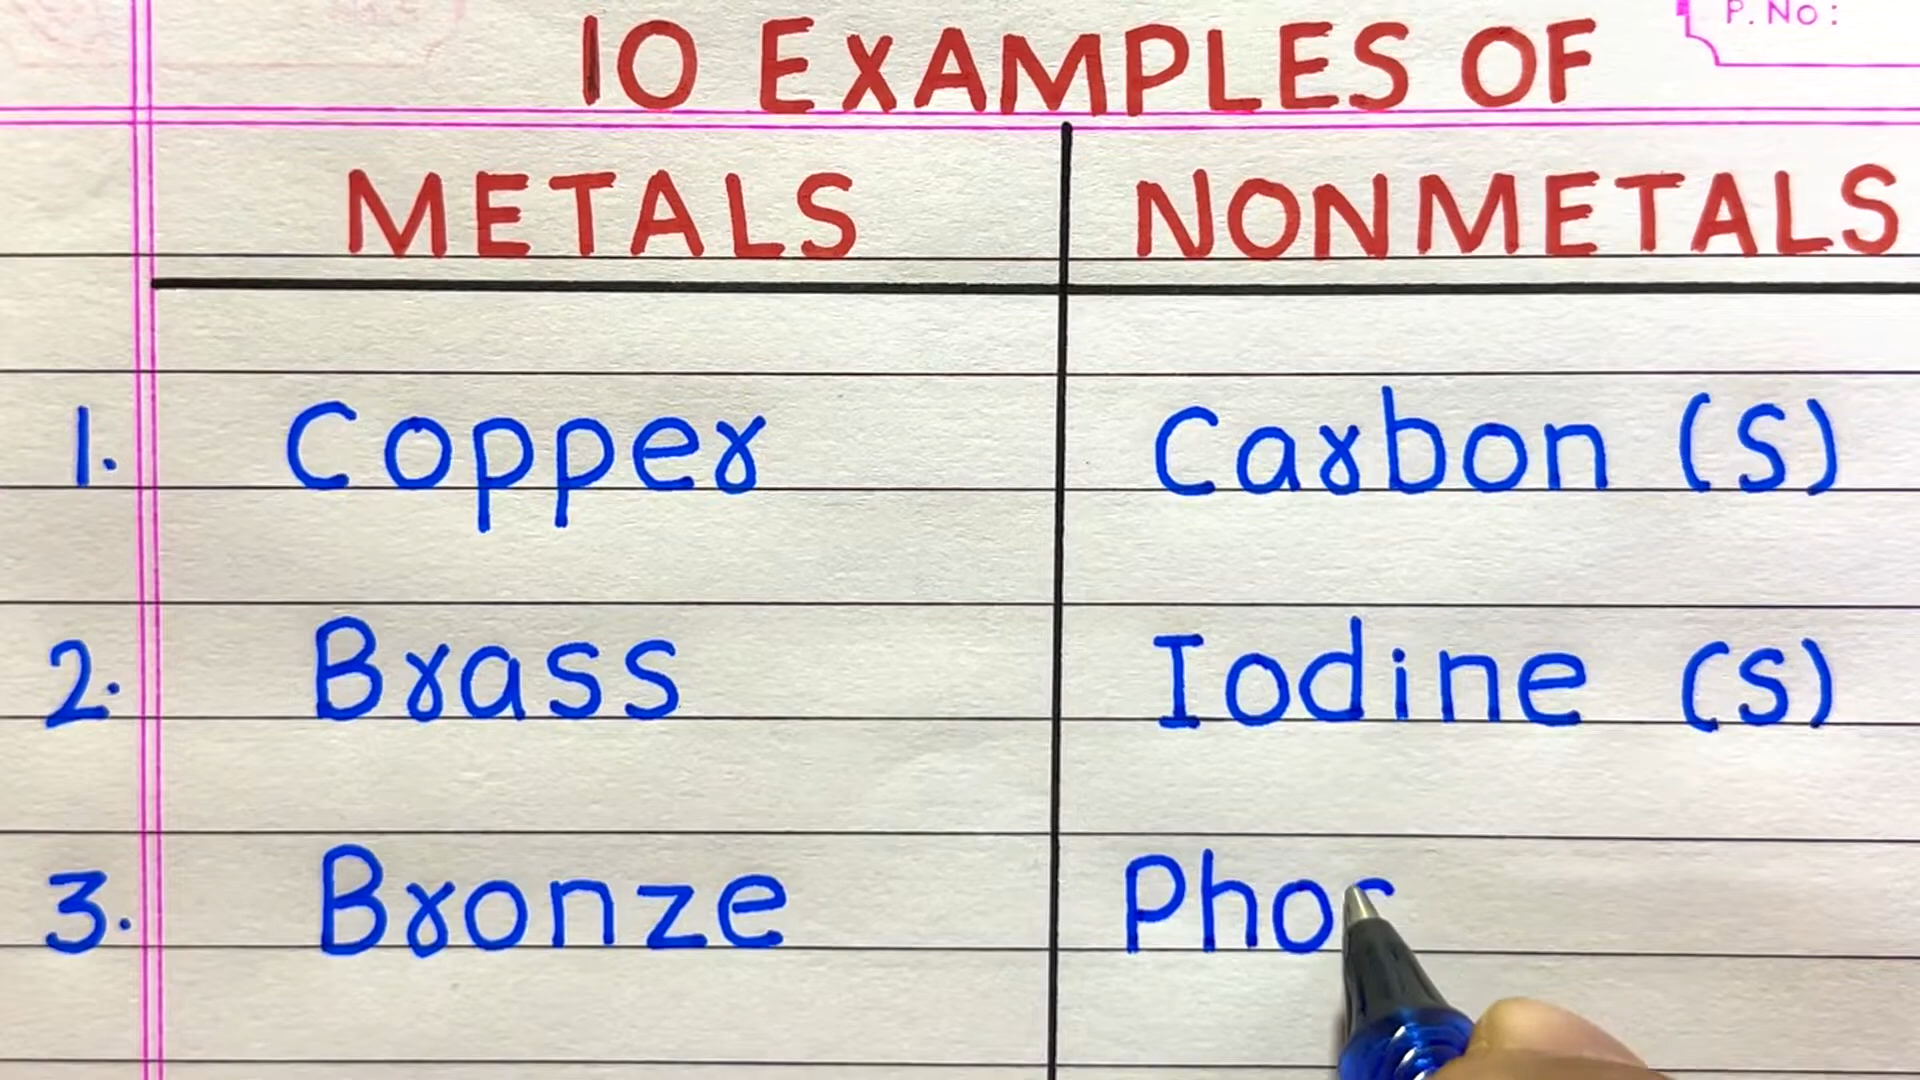 P. No:
10 EXAMPLES OF
METALS NONMETALS
1. Copper Carbon (S)
2. Brass Iodine (S)
3. Bronze Phos